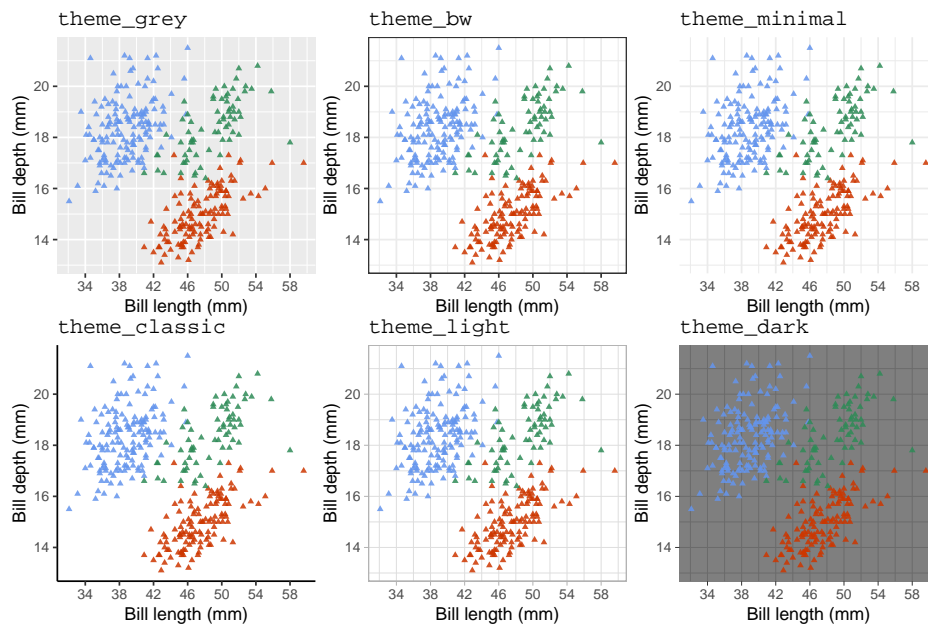 theme_grey theme_bw theme_minimal
20
18
16
14
Bill depth (mm)
34 38 42 46 50 54 58
Bill length (mm)
20
18
16
14
Bill depth (mm)
34 38 42 46 50 54 58
Bill length (mm)
20
18
16
14
Bill depth (mm)
34 38 42 46 50 54 58
Bill length (mm)
theme_classic theme_light theme_dark
20
18
16
14
Bill depth (mm)
34 38 42 46 50 54 58
Bill length (mm)
20
18
16
14
Bill depth (mm)
34 38 42 46 50 54 58
Bill length (mm)
20
18
16
14
Bill depth (mm)
34 38 42 46 50 54 58
Bill length (mm)